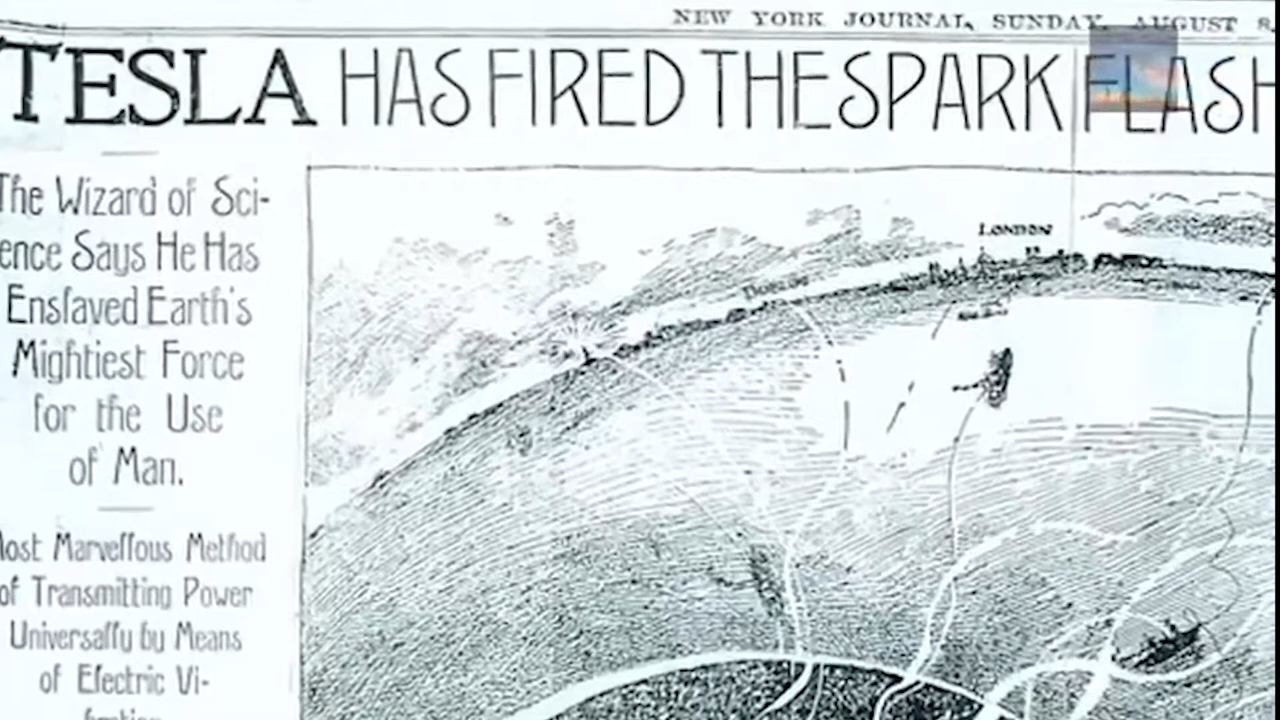 NEW YORK JOURNAL, SUNDAY, AUGUST 8,
TESLA HAS FIRED THE SPARK FLASH
The Wizard of Sci-
ence Says He Has
Enslaved Earth's
Mightiest Force
for the Use
of Man.
LONDON
Most Marvellous Method
of Transmitting Power
Universally by Means
of Electric Vi-
bration